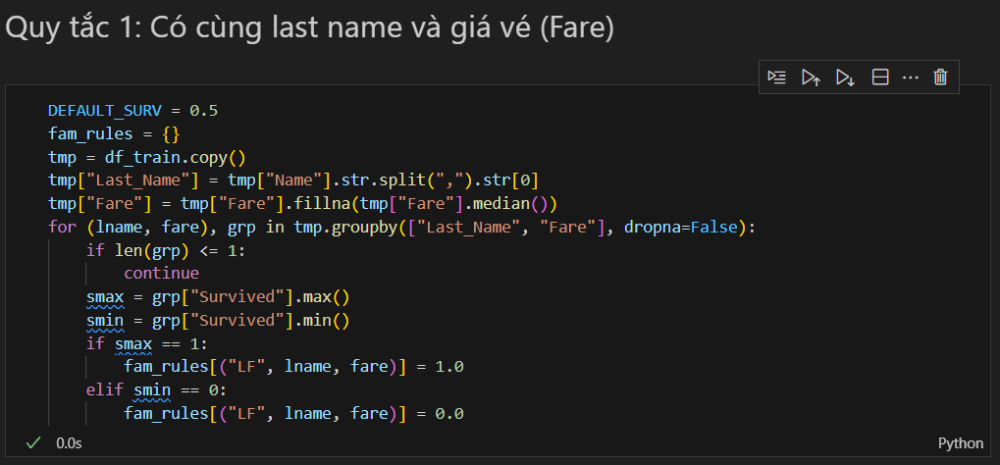 Quy tắc 1: Có cùng last name và giá vé (Fare)
DEFAULT_SURV = 0.5
fam_rules = {}
tmp = df_train.copy()
tmp["Last_Name"] = tmp["Name"].str.split(",").str[0]
tmp["Fare"] = tmp["Fare"].fillna(tmp["Fare"].median())
for (lname, fare), grp in tmp.groupby(["Last_Name", "Fare"], dropna=False):
    if len(grp) <= 1:
        continue
    smax = grp["Survived"].max()
    smin = grp["Survived"].min()
    if smax == 1:
        fam_rules[("LF", lname, fare)] = 1.0
    elif smin == 0:
        fam_rules[("LF", lname, fare)] = 0.0
0.0s
Python